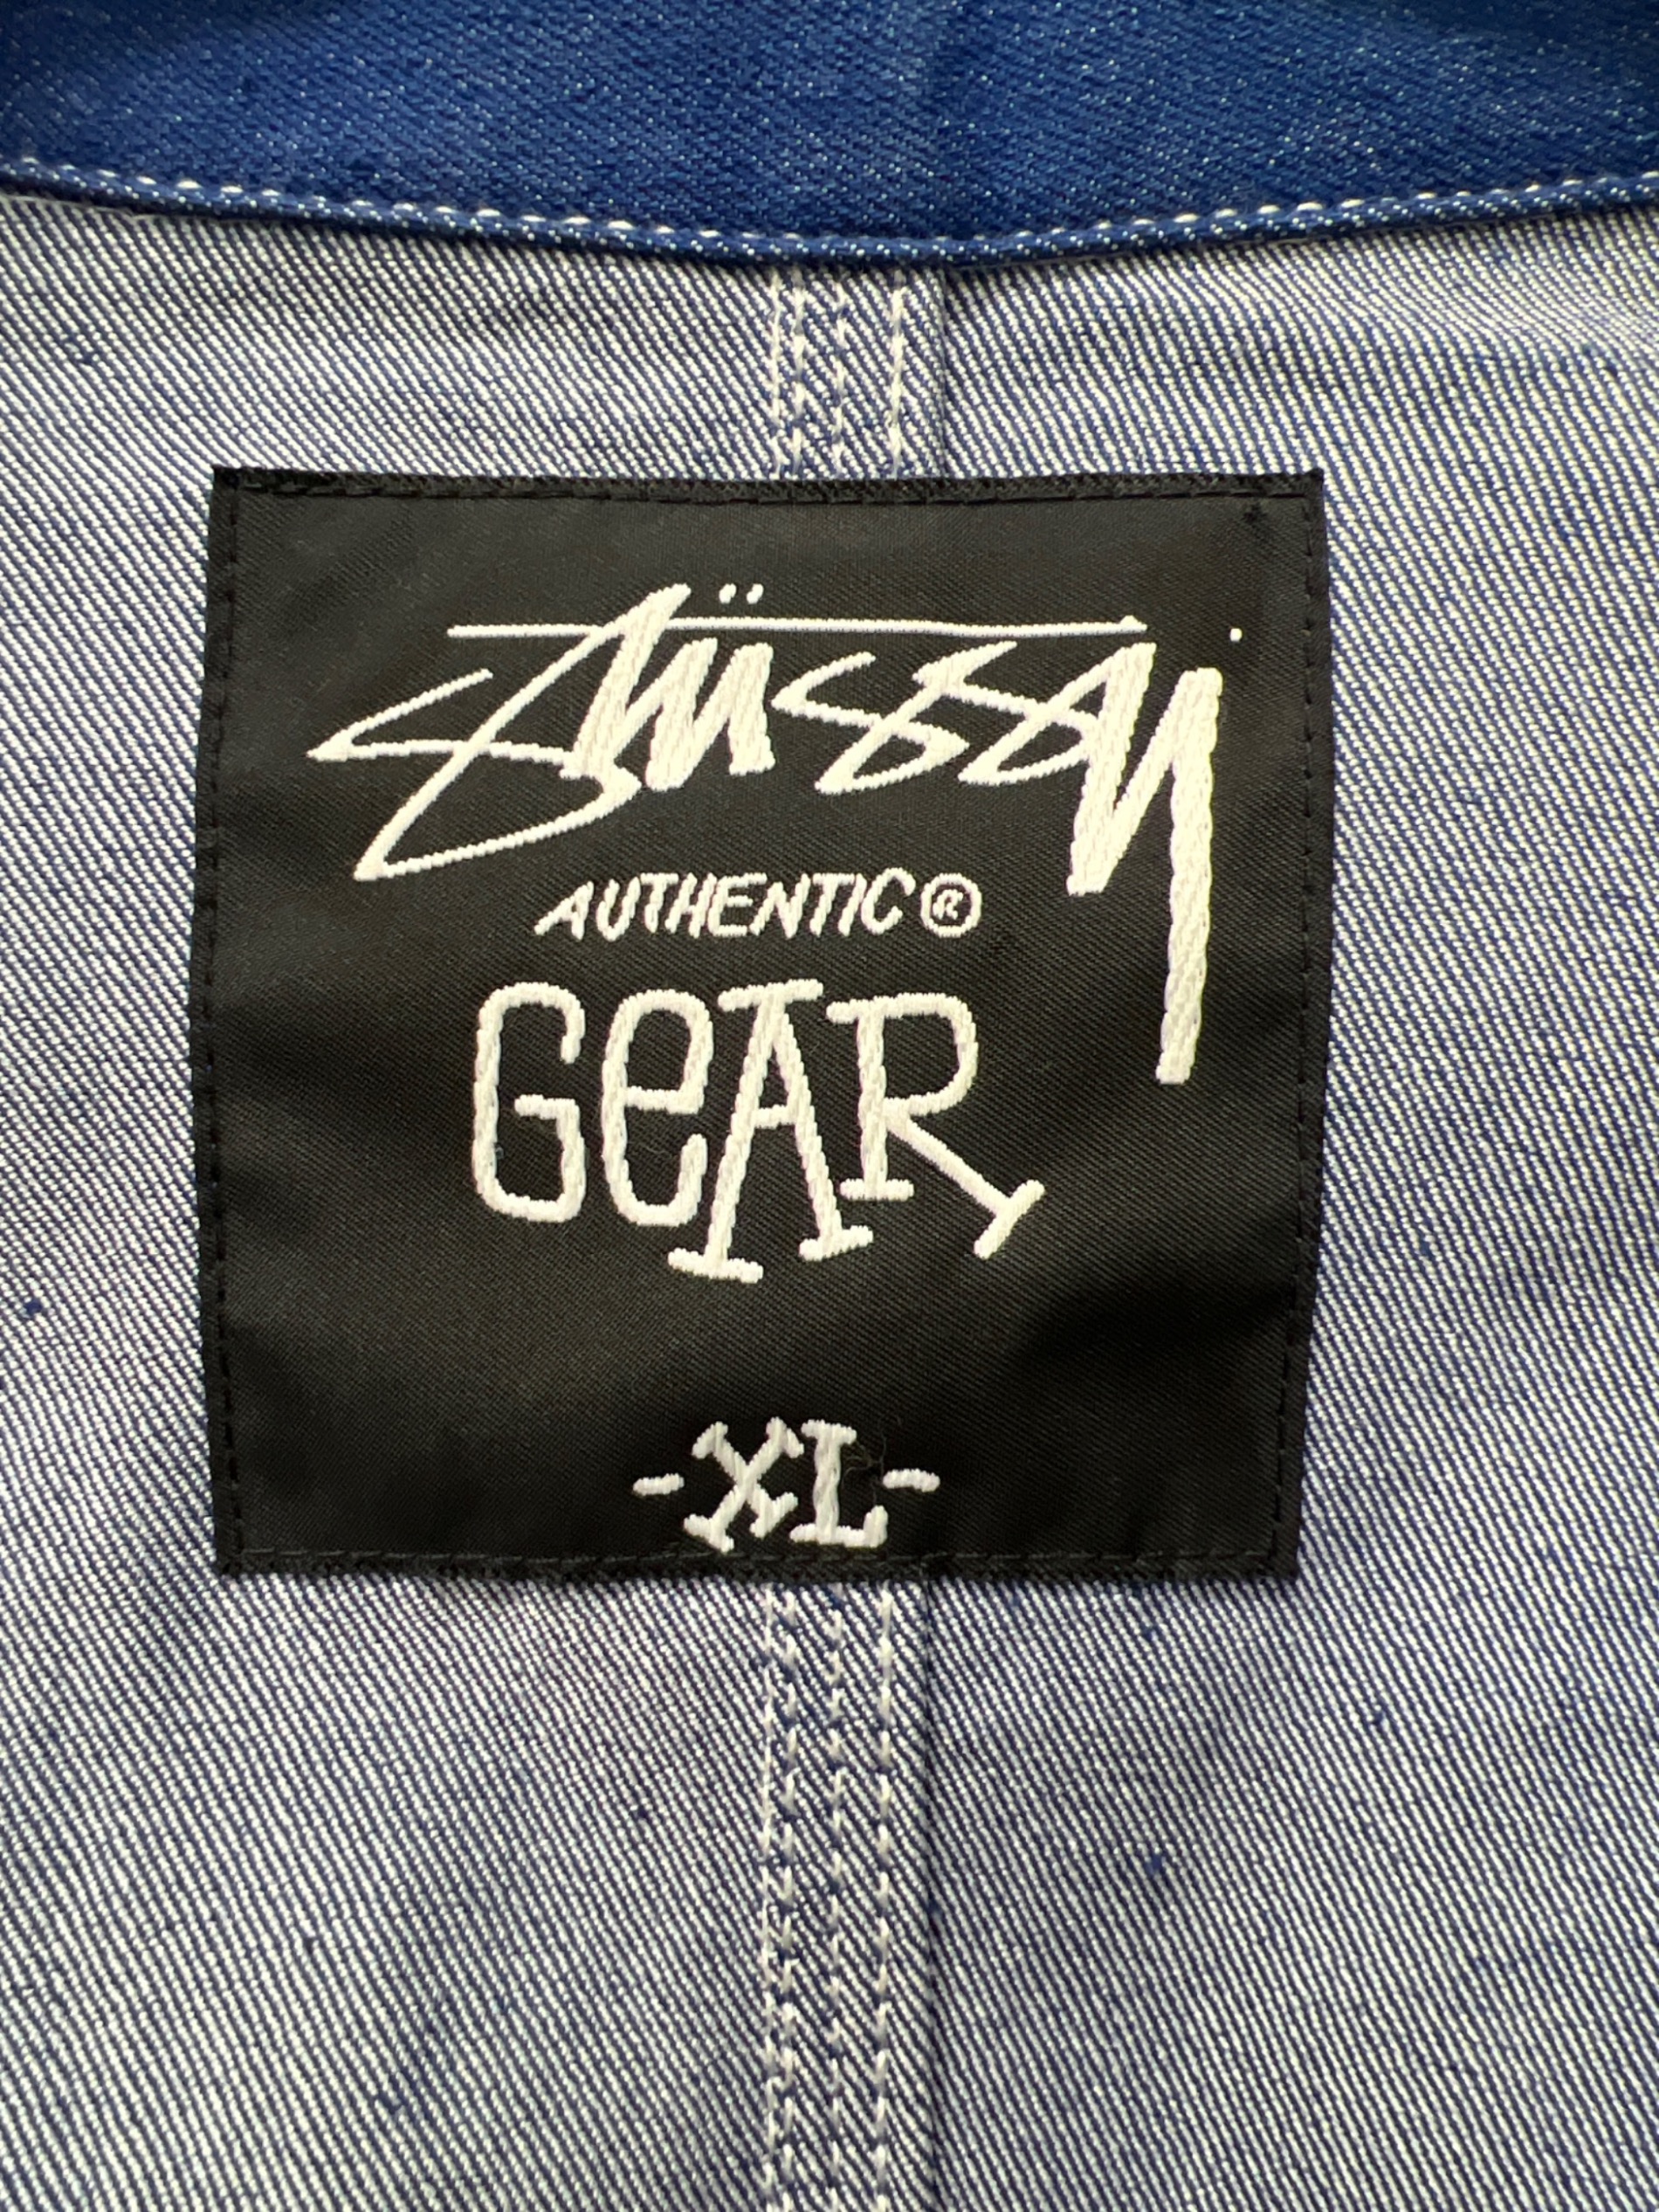 Stüssy
AUTHENTIC®
GeAR
-XL-